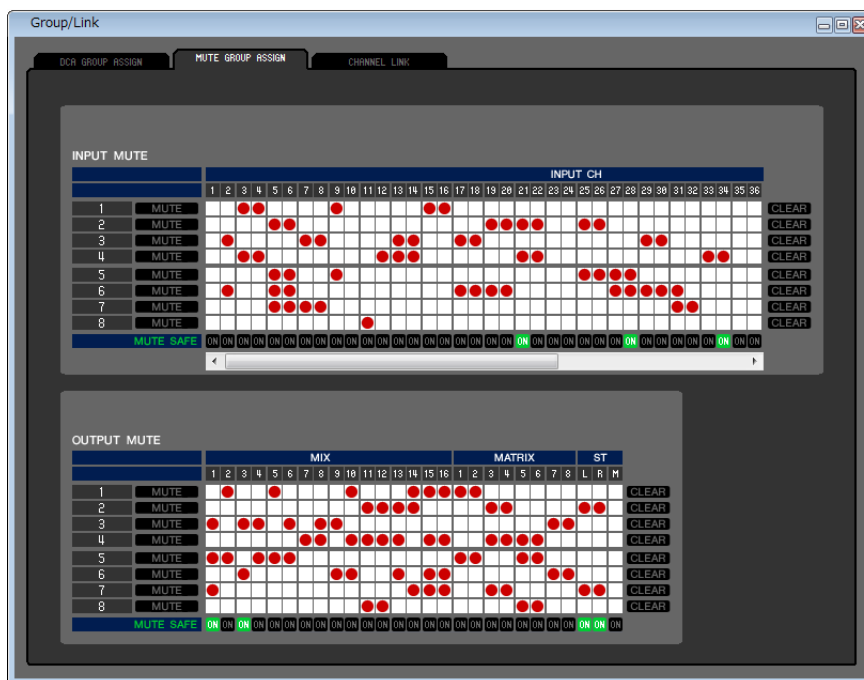 Group/Link
DCA GROUP ASSIGN MUTE GROUP ASSIGN CHANNEL LINK
INPUT MUTE
INPUT CH
1 2 3 4 5 6 7 8 9 10 11 12 13 14 15 16 17 18 19 20 21 22 23 24 25 26 27 28 29 30 31 32 33 34 35 36
1 MUTE CLEAR
2 MUTE CLEAR
3 MUTE CLEAR
4 MUTE CLEAR
5 MUTE CLEAR
6 MUTE CLEAR
7 MUTE CLEAR
8 MUTE CLEAR
MUTE SAFE ON ON ON ON ON ON ON ON ON ON ON ON ON ON ON ON ON ON ON ON ON ON ON ON ON ON ON ON ON ON ON ON ON ON ON ON
OUTPUT MUTE
MIX MATRIX ST
1 2 3 4 5 6 7 8 9 10 11 12 13 14 15 16 1 2 3 4 5 6 7 8 L R M
1 MUTE CLEAR
2 MUTE CLEAR
3 MUTE CLEAR
4 MUTE CLEAR
5 MUTE CLEAR
6 MUTE CLEAR
7 MUTE CLEAR
8 MUTE CLEAR
MUTE SAFE ON ON ON ON ON ON ON ON ON ON ON ON ON ON ON ON ON ON ON ON ON ON ON ON ON ON ON